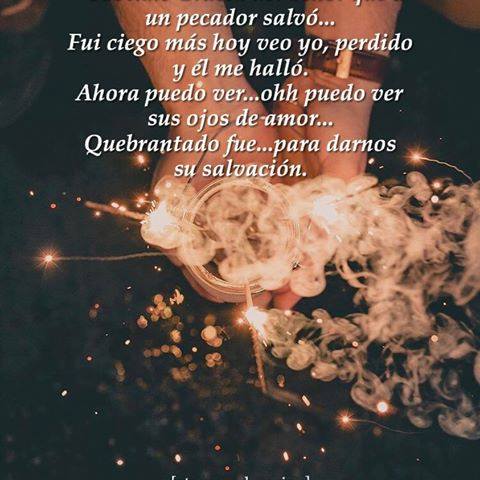 un pecador salvó...
Fui ciego más hoy veo yo, perdido
y él me halló.
Ahora puedo ver...ohh puedo ver
sus ojos de amor...
Quebrantado fue...para darnos
su salvación.